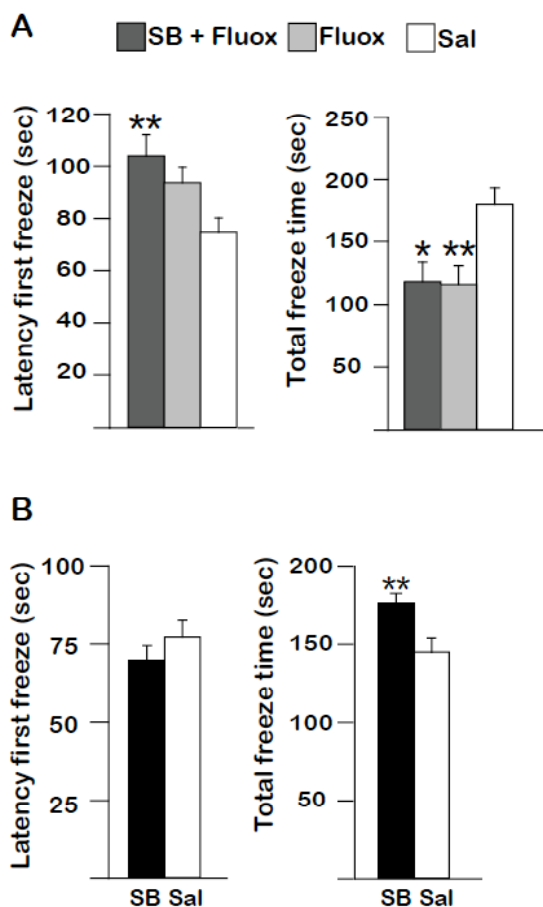 A
SB + Fluox Fluox Sal
Latency first freeze (sec)
120
100
80
60
40
20
**
Total freeze time (sec)
250
200
150
100
50
* **
B
Latency first freeze (sec)
100
75
50
25
SB Sal
Total freeze time (sec)
200
150
100
50
**
SB Sal